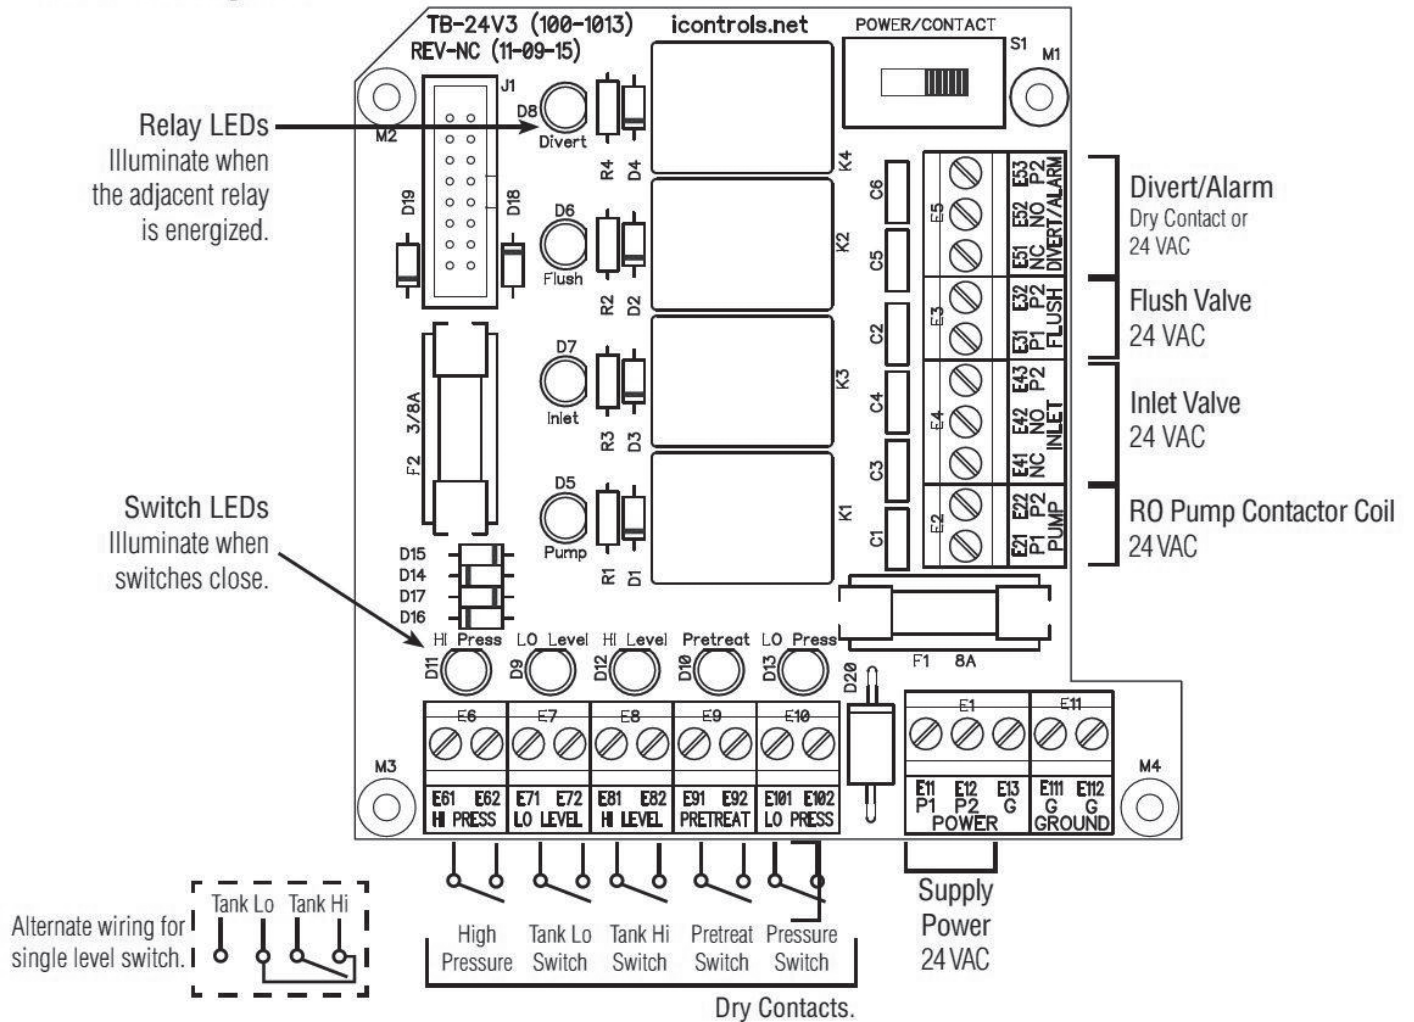 TB-24V3 (100-1013)
REV-NC (11-09-15)
icontrols.net
POWER/CONTACT
S1
M1
J1
M2
Relay LEDs
Illuminate when
the adjacent relay
is energized.
D8
Divert
R4
D4
K4
D19
D18
D6
Flush
R2
D2
K2
D7
Inlet
R3
D3
K3
D5
Pump
R1
D1
K1
F2 3/8A
C6
C5
C2
C4
C3
C1
E5
E53 P2
E52 NO
E51 NC
DIVERT/ALARM
E3
E32 P2
E31 P1
FLUSH
E4
E43 P2
E42 NO
E41 NC
INLET
E2
E22 P2
E21 P1
PUMP
Divert/Alarm
Dry Contact or
24 VAC
Flush Valve
24 VAC
Inlet Valve
24 VAC
RO Pump Contactor Coil
24 VAC
Switch LEDs
Illuminate when
switches close.
D15
D14
D17
D16
F1 8A
HI Press LO Level HI Level Pretreat LO Press
D11 D9 D12 D10 D13
D20
E6 E7 E8 E9 E10
E1 E11
M3
M4
E61 E62 E71 E72 E81 E82 E91 E92 E101 E102
HI PRESS LO LEVEL HI LEVEL PRETREAT LO PRESS
E11 E12 E13 E111 E112
P1 P2 G G G
POWER GROUND
Supply
Power
24 VAC
Alternate wiring for
single level switch.
Tank Lo Tank Hi
High
Pressure
Tank Lo
Switch
Tank Hi
Switch
Pretreat
Switch
Pressure
Switch
Dry Contacts.